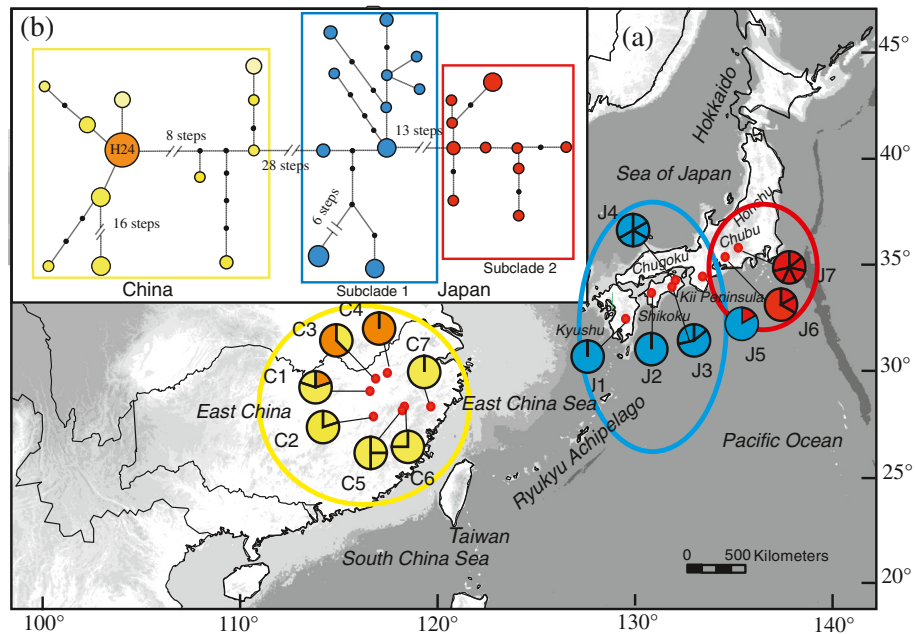 (b)
8 steps
H24
28 steps
16 steps
China
6 steps
13 steps
Subclade 1
Subclade 2
Japan
(a)
Hokkaido
Sea of Japan
Honchu
Chubu
J4
Chugoku
Kii Peninsula
Shikoku
Kyushu
J7
J6
J5
J3
J2
J1
C4
C3
C7
C1
East China
C2
C5
C6
East China Sea
Ryukyu Achipelago
Pacific Ocean
Taiwan
South China Sea
0 500 Kilometers
45°
40°
35°
30°
25°
20°
100°
110°
120°
130°
140°